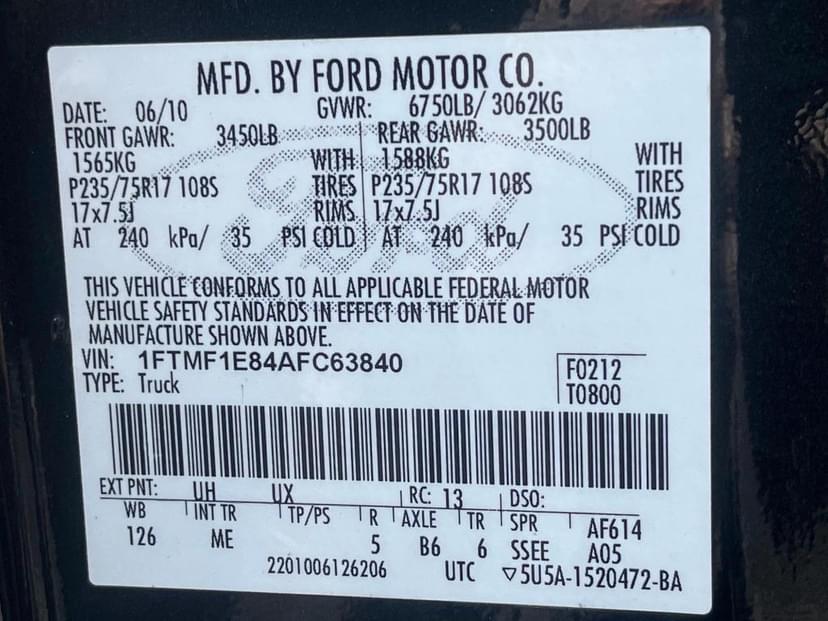 MFD. BY FORD MOTOR CO.
DATE: 06/10 GVWR: 6750LB/ 3062KG
FRONT GAWR: 3450LB REAR GAWR: 3500LB
1565KG WITH 1588KG WITH
P235/75R17 108S TIRES P235/75R17 108S TIRES
17x7.5J RIMS 17x7.5J RIMS
AT 240 kPa/ 35 PSI COLD AT 240 kPa/ 35 PSI COLD
Ford
THIS VEHICLE CONFORMS TO ALL APPLICABLE FEDERAL MOTOR
VEHICLE SAFETY STANDARDS IN EFFECT ON THE DATE OF
MANUFACTURE SHOWN ABOVE.
VIN: 1FTMF1E84AFC63840 F0212
TYPE: Truck T0800
EXT PNT: UH UX RC: 13 DSO:
WB INT TR TP/PS R AXLE TR SPR AF614
126 ME 5 B6 6 SSEE A05
2201006126206 UTC ▽5U5A-1520472-BA